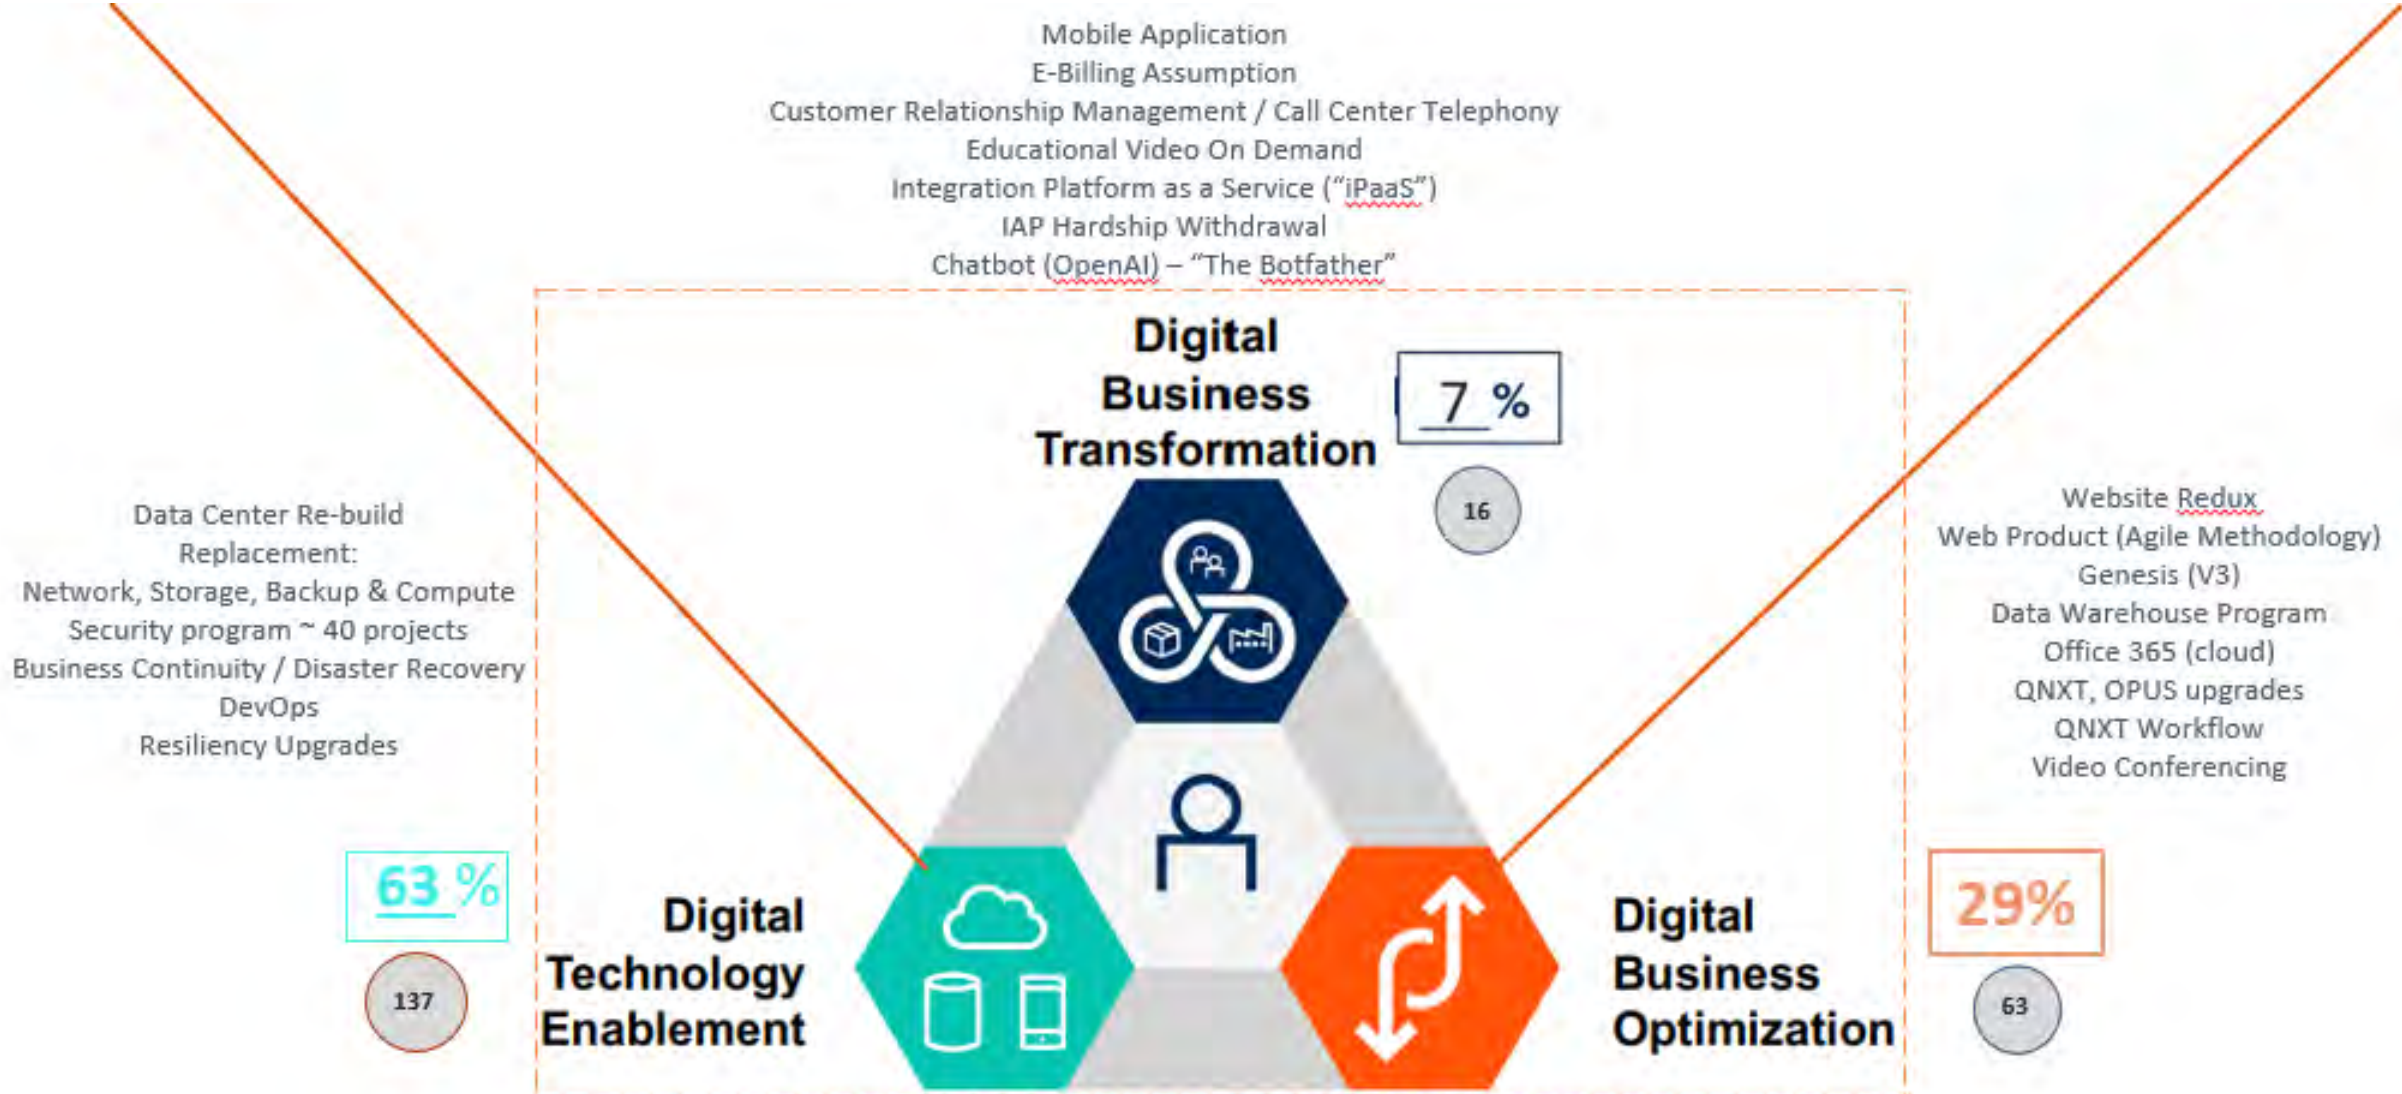 Mobile Application
E-Billing Assumption
Customer Relationship Management / Call Center Telephony
Educational Video On Demand
Integration Platform as a Service (“iPaaS”)
IAP Hardship Withdrawal
Chatbot (OpenAI) – “The Botfather”
Digital
Business
Transformation
7 %
16
Data Center Re-build
Replacement:
Network, Storage, Backup & Compute
Security program ~ 40 projects
Business Continuity / Disaster Recovery
DevOps
Resiliency Upgrades
63 %
137
Digital
Technology
Enablement
Website Redux
Web Product (Agile Methodology)
Genesis (V3)
Data Warehouse Program
Office 365 (cloud)
QNXT, OPUS upgrades
QNXT Workflow
Video Conferencing
Digital
Business
Optimization
29%
63